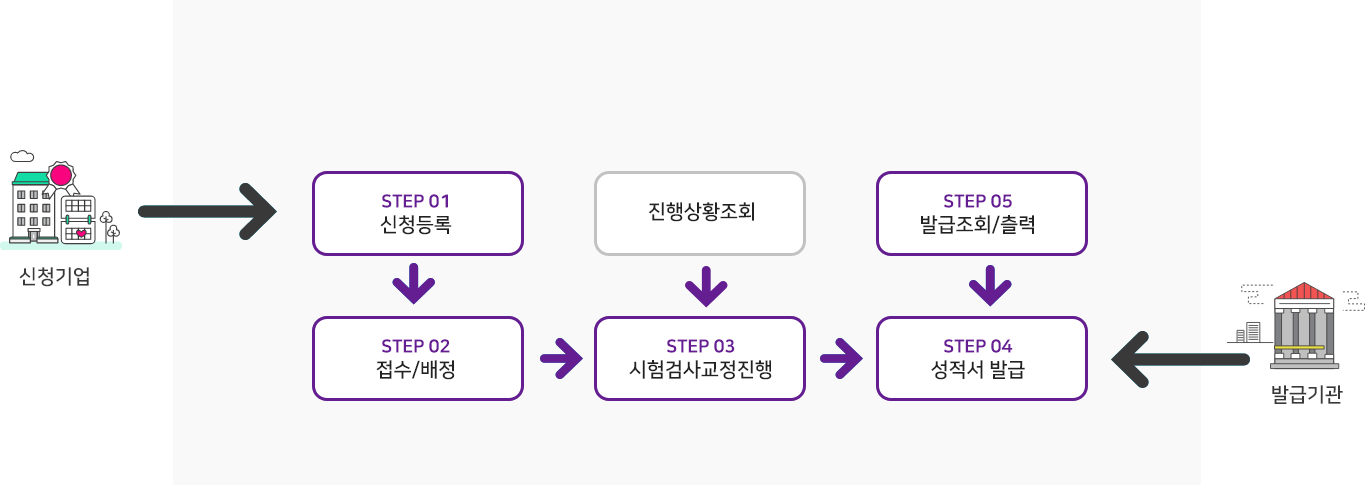 신청기업
STEP 01
신청등록
진행상황조회
STEP 05
발급조회/출력
STEP 02
접수/배정
STEP 03
시험검사교정진행
STEP 04
성적서 발급
발급기관